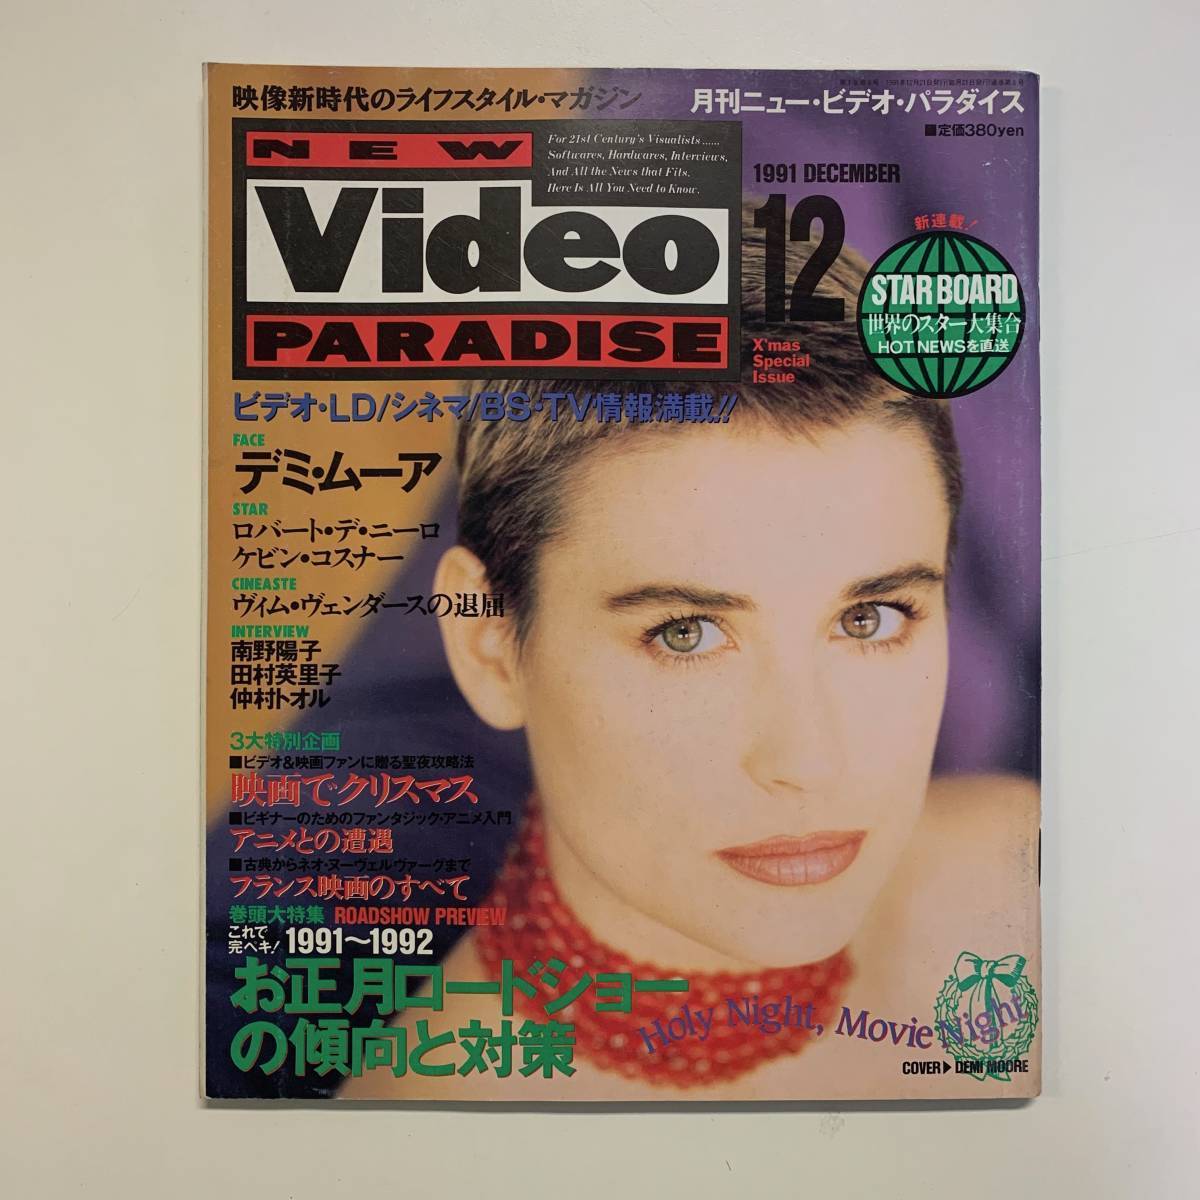 映像新時代のライフスタイル・マガジン
月刊ニュー・ビデオ・パラダイス
■定価380yen
NEW
Video
PARADISE
For 21st Century's Visualists......
Softwares, Hardwares, Interviews,
And All the News that Fits.
Here Is All You Need to Know.
1991 DECEMBER
12
X'mas
Special
Issue
新連載!
STAR BOARD
世界のスター大集合
HOT NEWSを直送
ビデオ・LD/シネマ/BS・TV情報満載!!
FACE
デミ・ムーア
STAR
ロバート・デ・ニーロ
ケビン・コスナー
CINEASTE
ヴィム・ヴェンダースの退屈
INTERVIEW
南野陽子
田村英里子
仲村トオル
3大特別企画
■ビデオ&映画ファンに贈る聖夜攻略法
映画でクリスマス
■ビギナーのためのファンタジック・アニメ入門
アニメとの遭遇
■古典からネオ・ヌーヴェルヴァーグまで
フランス映画のすべて
巻頭大特集 ROADSHOW PREVIEW
これで
完ペキ! 1991〜1992
お正月ロードショー
の傾向と対策
Holy Night, Movie Night
COVER▶DEMI MOORE